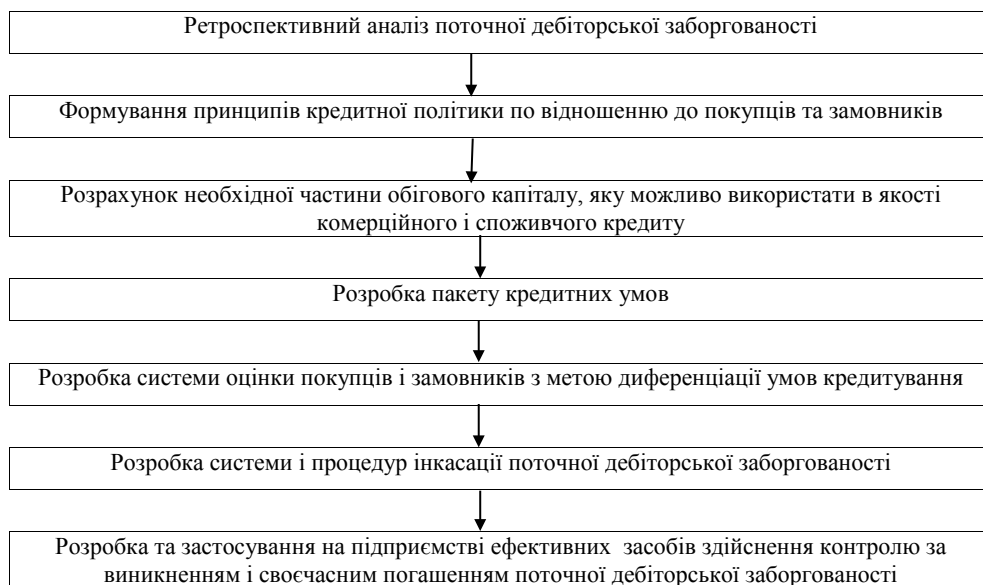 Ретроспективний аналіз поточної дебіторської заборгованості
Формування принципів кредитної політики по відношенню до покупців та замовників
Розрахунок необхідної частини обігового капіталу, яку можливо використати в якості
комерційного і споживчого кредиту
Розробка пакету кредитних умов
Розробка системи оцінки покупців і замовників з метою диференціації умов кредитування
Розробка системи і процедур інкасації поточної дебіторської заборгованості
Розробка та застосування на підприємстві ефективних  засобів здійснення контролю за
виникненням і своєчасним погашенням поточної дебіторської заборгованості